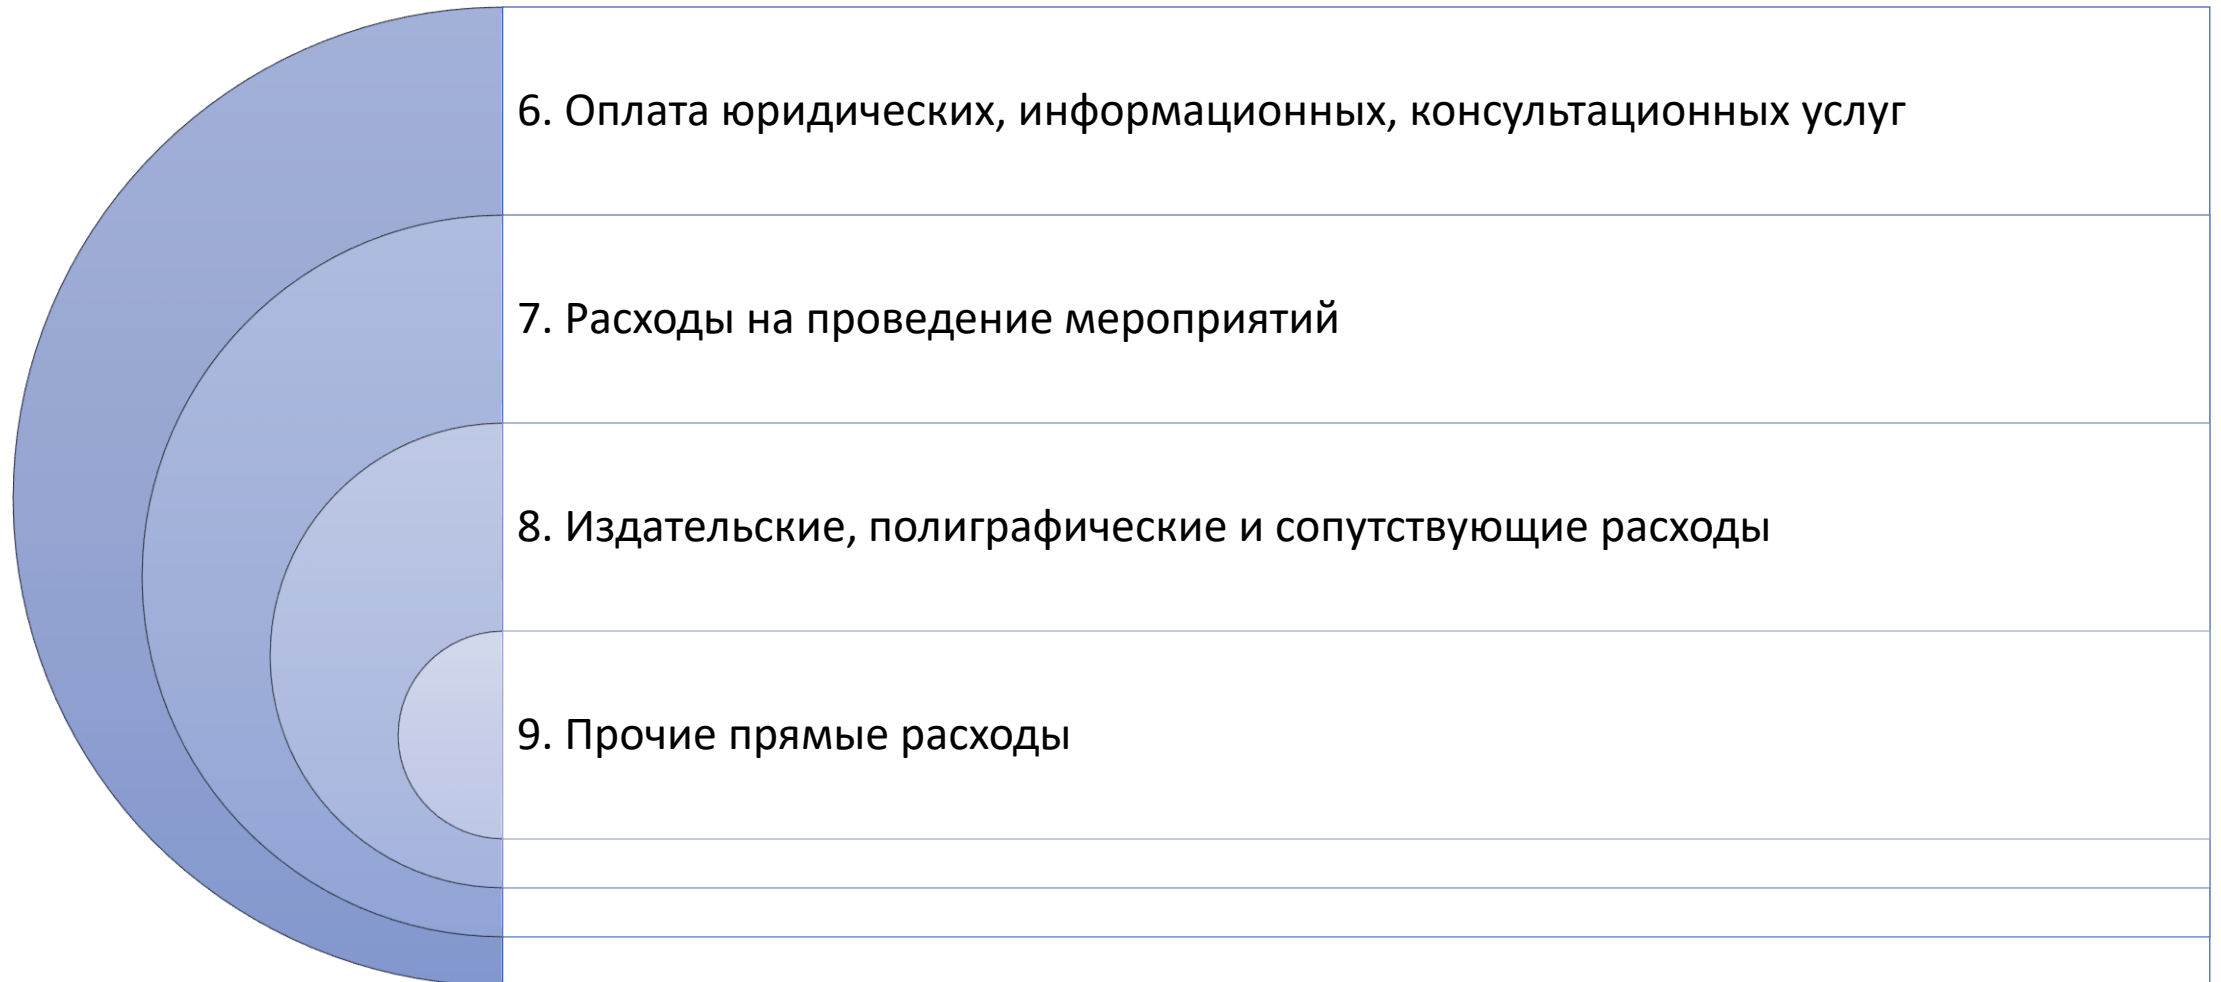 6. Оплата юридических, информационных, консультационных услуг
7. Расходы на проведение мероприятий
8. Издательские, полиграфические и сопутствующие расходы
9. Прочие прямые расходы